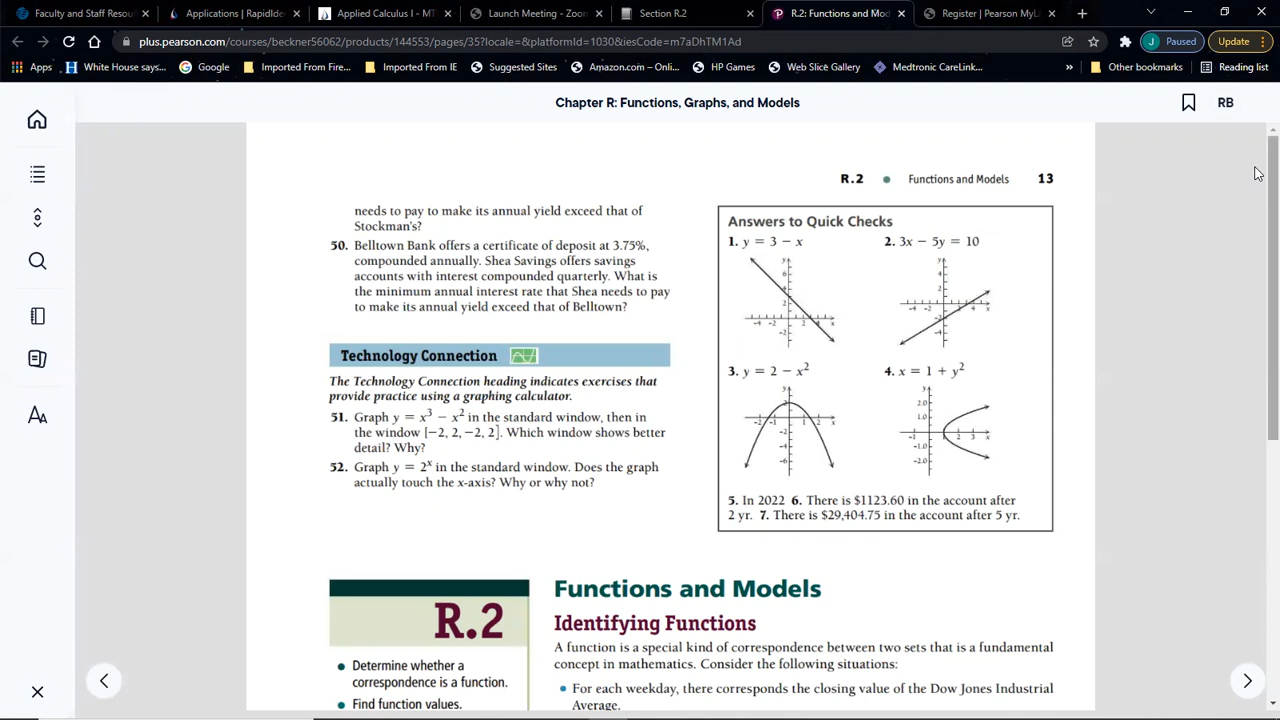 Faculty and Staff Resou
Applications | RapidIder
Applied Calculus I - MT
Launch Meeting - Zoom
Section R.2
R.2: Functions and Mod
Register | Pearson MyLa
plus.pearson.com/courses/beckner56062/products/144553/pages/35?locale=&platformId=1030&iesCode=m7aDhTM1Ad
J Paused
Update
Apps
White House says...
Google
Imported From Fire...
Imported From IE
Suggested Sites
Amazon.com – Onli...
HP Games
Web Slice Gallery
Medtronic CareLink...
»
Other bookmarks
Reading list
Chapter R: Functions, Graphs, and Models
RB
R.2 • Functions and Models 13
needs to pay to make its annual yield exceed that of
Stockman's?
50. Belltown Bank offers a certificate of deposit at 3.75%,
compounded annually. Shea Savings offers savings
accounts with interest compounded quarterly. What is
the minimum annual interest rate that Shea needs to pay
to make its annual yield exceed that of Belltown?
Technology Connection
The Technology Connection heading indicates exercises that
provide practice using a graphing calculator.
51. Graph y = x³ − x² in the standard window, then in
the window [−2, 2, −2, 2]. Which window shows better
detail? Why?
52. Graph y = 2ˣ in the standard window. Does the graph
actually touch the x-axis? Why or why not?
Answers to Quick Checks
1. y = 3 − x
2. 3x − 5y = 10
3. y = 2 − x²
4. x = 1 + y²
5. In 2022 6. There is $1123.60 in the account after
2 yr. 7. There is $29,404.75 in the account after 5 yr.
R.2
• Determine whether a
correspondence is a function.
• Find function values.
Functions and Models
Identifying Functions
A function is a special kind of correspondence between two sets that is a fundamental
concept in mathematics. Consider the following situations:
• For each weekday, there corresponds the closing value of the Dow Jones Industrial
Average.